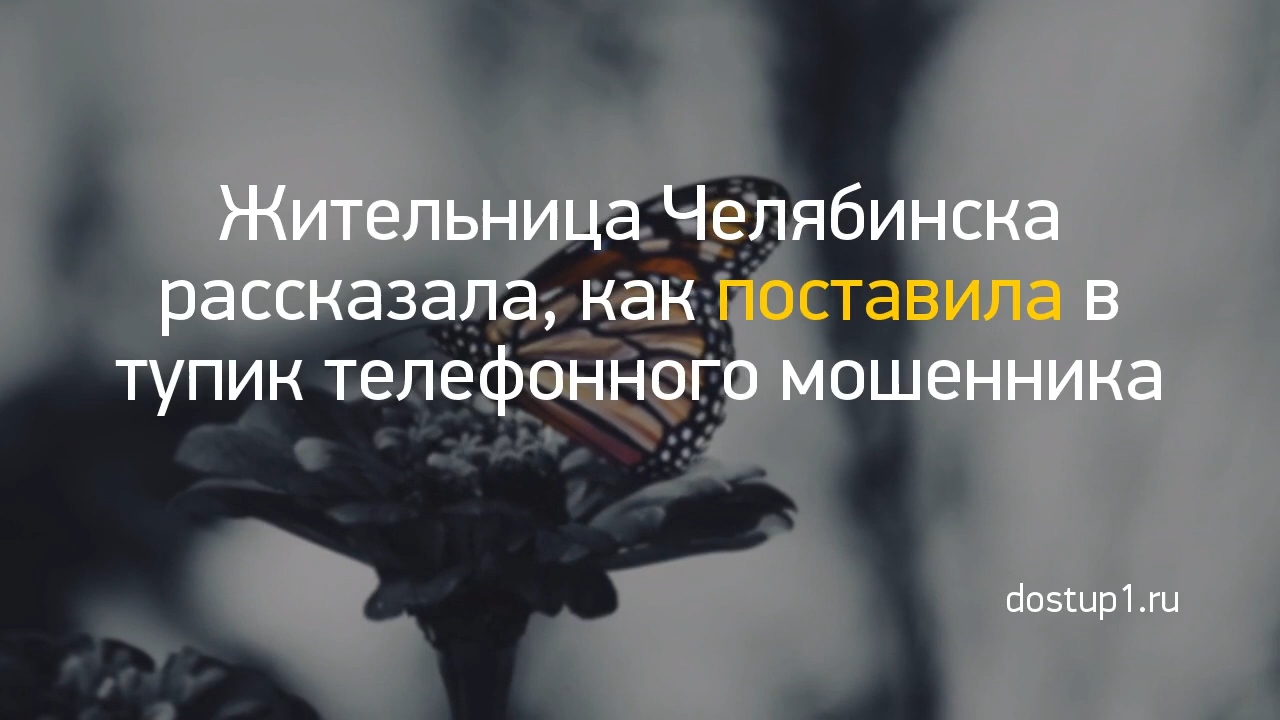 Жительница Челябинска
рассказала, как поставила в
тупик телефонного мошенника
dostup1.ru